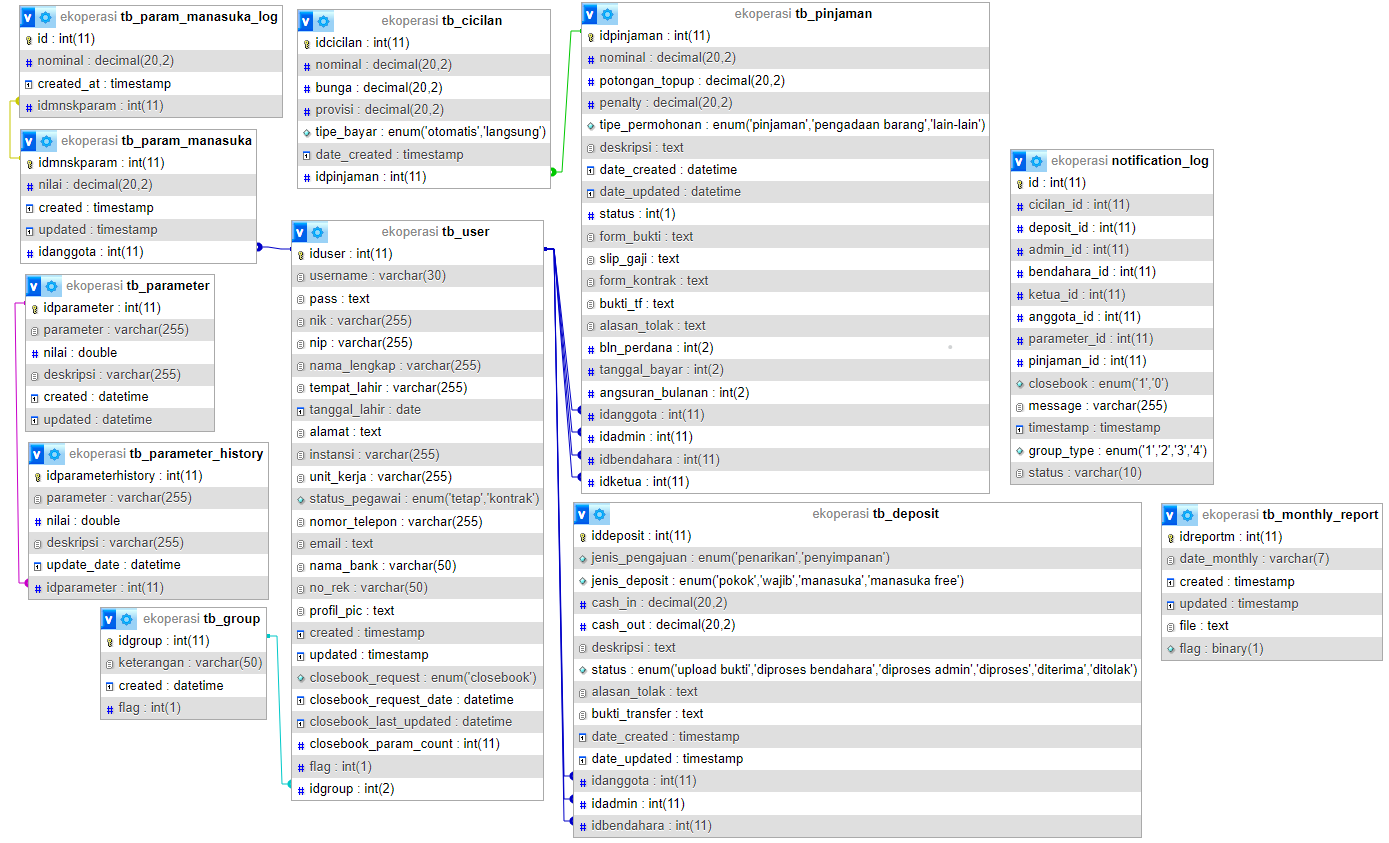 ekoperasi tb_param_manasuka_log
id : int(11)
nominal : decimal(20,2)
created_at : timestamp
idmnskparam : int(11)
ekoperasi tb_param_manasuka
idmnskparam : int(11)
nilai : decimal(20,2)
created : timestamp
updated : timestamp
idanggota : int(11)
ekoperasi tb_parameter
idparameter : int(11)
parameter : varchar(255)
nilai : double
deskripsi : varchar(255)
created : datetime
updated : datetime
ekoperasi tb_parameter_history
idparameterhistory : int(11)
parameter : varchar(255)
nilai : double
deskripsi : varchar(255)
update_date : datetime
idparameter : int(11)
ekoperasi tb_group
idgroup : int(11)
keterangan : varchar(50)
created : datetime
flag : int(1)
ekoperasi tb_cicilan
idcicilan : int(11)
nominal : decimal(20,2)
bunga : decimal(20,2)
provisi : decimal(20,2)
tipe_bayar : enum('otomatis','langsung')
date_created : timestamp
idpinjaman : int(11)
ekoperasi tb_user
iduser : int(11)
username : varchar(30)
pass : text
nik : varchar(255)
nip : varchar(255)
nama_lengkap : varchar(255)
tempat_lahir : varchar(255)
tanggal_lahir : date
alamat : text
instansi : varchar(255)
unit_kerja : varchar(255)
status_pegawai : enum('tetap','kontrak')
nomor_telepon : varchar(255)
email : text
nama_bank : varchar(50)
no_rek : varchar(50)
profil_pic : text
created : timestamp
updated : timestamp
closebook_request : enum('closebook')
closebook_request_date : datetime
closebook_last_updated : datetime
closebook_param_count : int(11)
flag : int(1)
idgroup : int(2)
ekoperasi tb_pinjaman
idpinjaman : int(11)
nominal : decimal(20,2)
potongan_topup : decimal(20,2)
penalty : decimal(20,2)
tipe_permohonan : enum('pinjaman','pengadaan barang','lain-lain')
deskripsi : text
date_created : datetime
date_updated : datetime
status : int(1)
form_bukti : text
slip_gaji : text
form_kontrak : text
bukti_tf : text
alasan_tolak : text
bln_perdana : int(2)
tanggal_bayar : int(2)
angsuran_bulanan : int(2)
idanggota : int(11)
idadmin : int(11)
idbendahara : int(11)
idketua : int(11)
ekoperasi tb_deposit
iddeposit : int(11)
jenis_pengajuan : enum('penarikan','penyimpanan')
jenis_deposit : enum('pokok','wajib','manasuka','manasuka free')
cash_in : decimal(20,2)
cash_out : decimal(20,2)
deskripsi : text
status : enum('upload bukti','diproses bendahara','diproses admin','diproses','diterima','ditolak')
alasan_tolak : text
bukti_transfer : text
date_created : timestamp
date_updated : timestamp
idanggota : int(11)
idadmin : int(11)
idbendahara : int(11)
ekoperasi notification_log
id : int(11)
cicilan_id : int(11)
deposit_id : int(11)
admin_id : int(11)
bendahara_id : int(11)
ketua_id : int(11)
anggota_id : int(11)
parameter_id : int(11)
pinjaman_id : int(11)
closebook : enum('1','0')
message : varchar(255)
timestamp : timestamp
group_type : enum('1','2','3','4')
status : varchar(10)
ekoperasi tb_monthly_report
idreportm : int(11)
date_monthly : varchar(7)
created : timestamp
updated : timestamp
file : text
flag : binary(1)